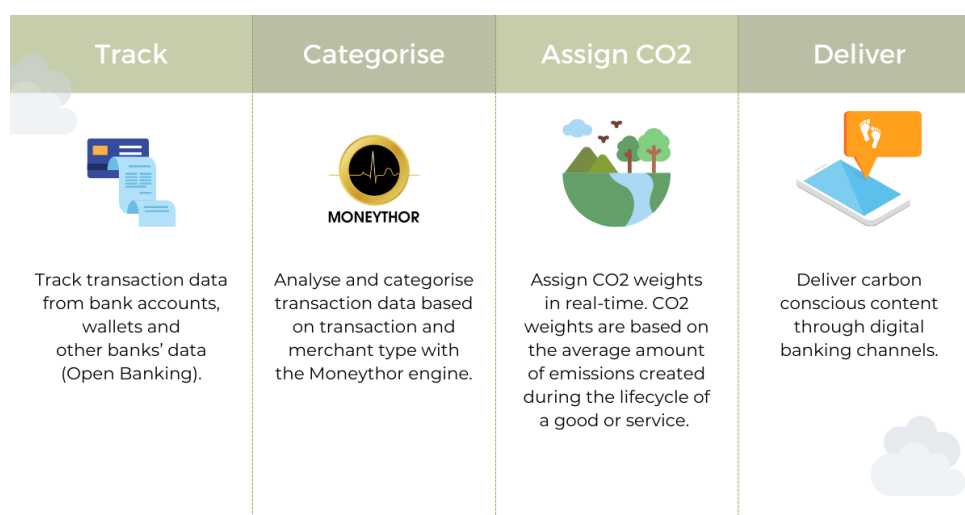 Track
Categorise
Assign CO2
Deliver
MONEYTHOR
Track transaction data
from bank accounts,
wallets and
other banks’ data
(Open Banking).
Analyse and categorise
transaction data based
on transaction and
merchant type with
the Moneythor engine.
Assign CO2 weights
in real-time. CO2
weights are based on
the average amount
of emissions created
during the lifecycle of
a good or service.
Deliver carbon
conscious content
through digital
banking channels.